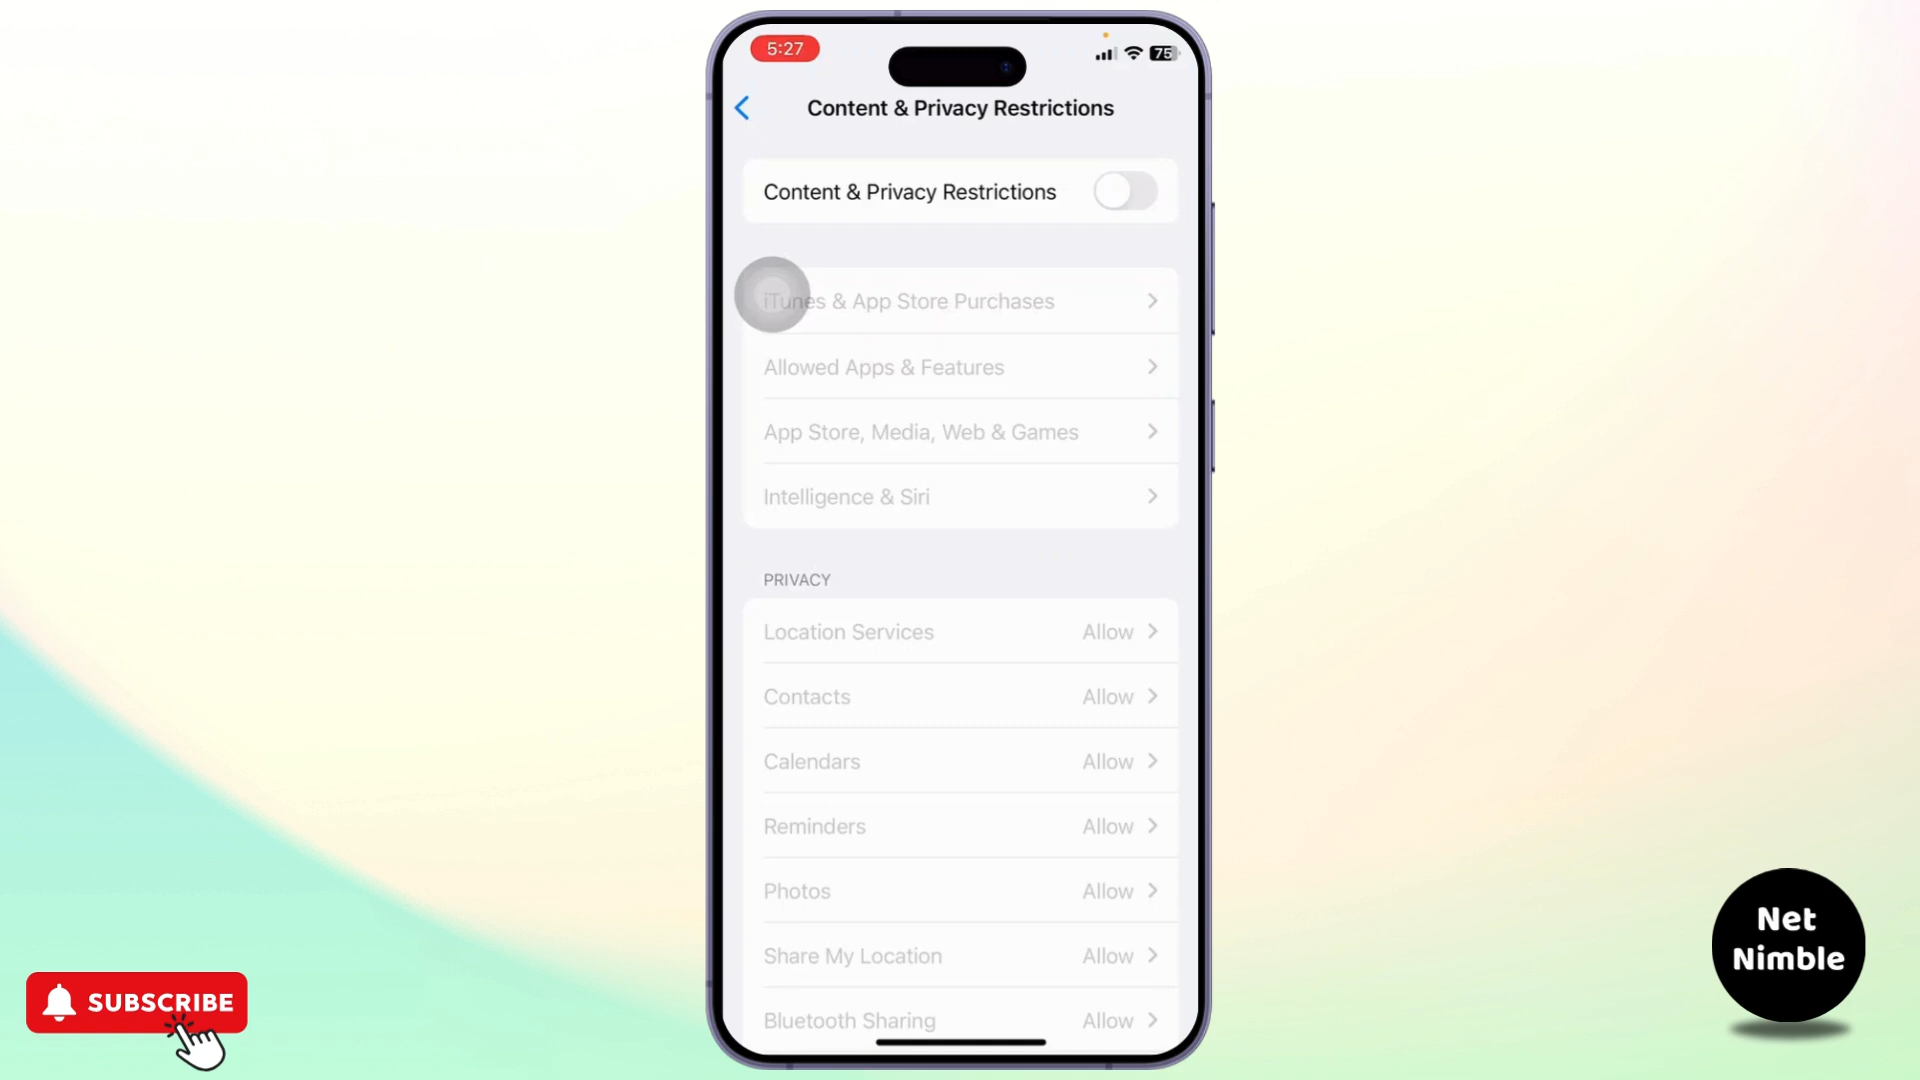 5:27
75
Content & Privacy Restrictions
Content & Privacy Restrictions
iTunes & App Store Purchases
Allowed Apps & Features
App Store, Media, Web & Games
Intelligence & Siri
PRIVACY
Location Services Allow
Contacts Allow
Calendars Allow
Reminders Allow
Photos Allow
Share My Location Allow
Bluetooth Sharing Allow
SUBSCRIBE
Net
Nimble